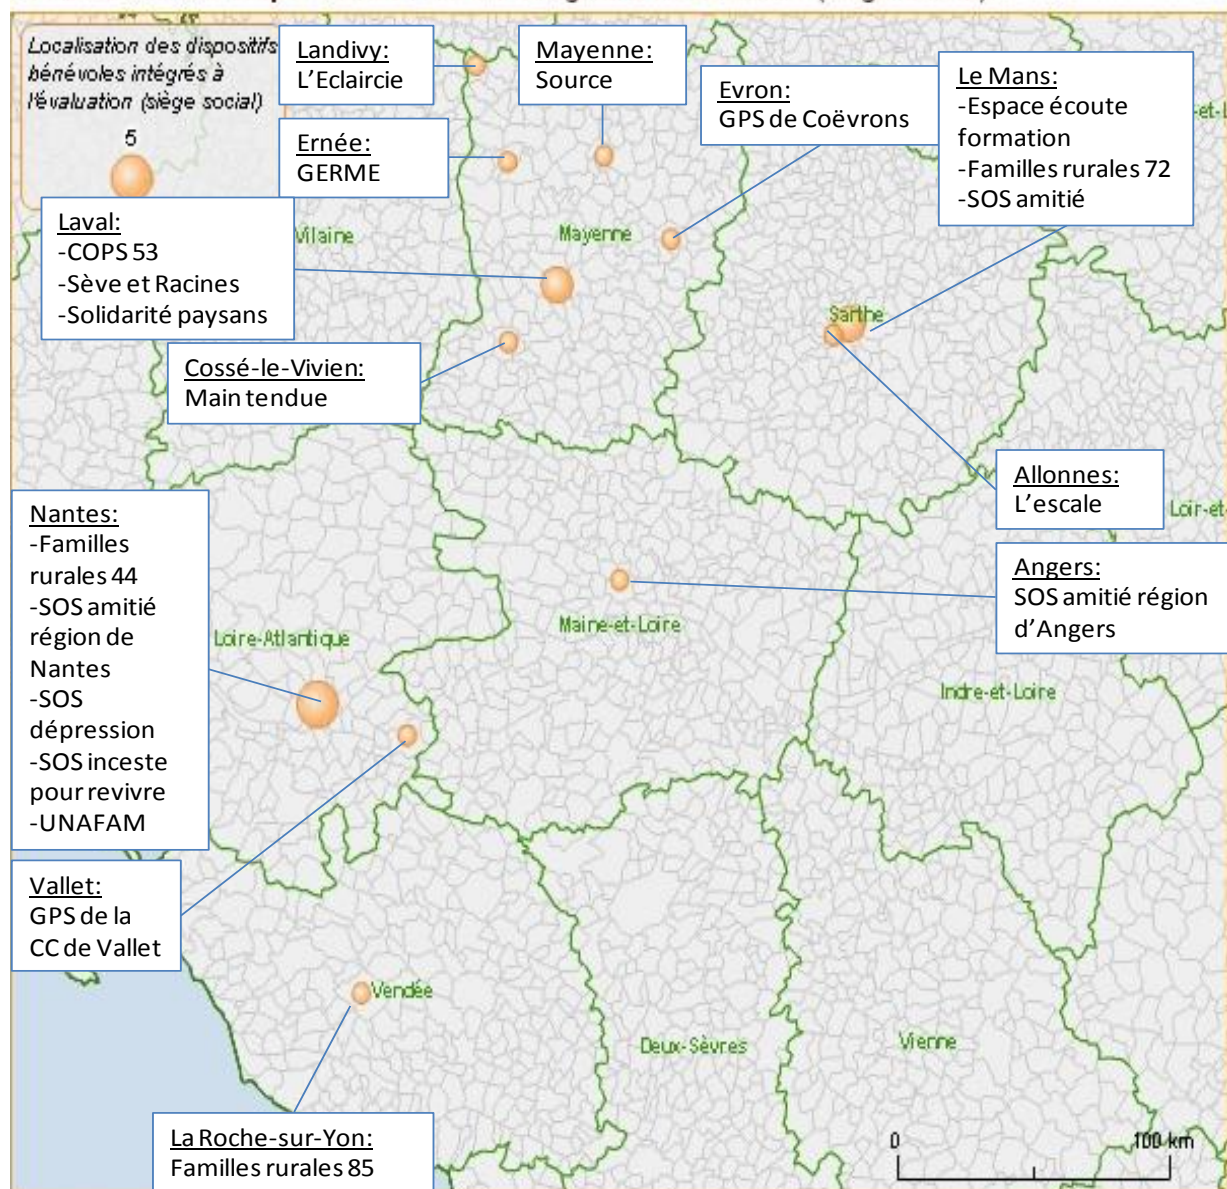 Localisation des dispositifs
bénévoles intégrés à
l'évaluation (siège social)
5
Landivy:
L'Eclaircie
Mayenne:
Source
Evron:
GPS de Coëvrons
Le Mans:
-Espace écoute
formation
-Familles rurales 72
-SOS amitié
-et-L
Ernée:
GERME
Laval:
-COPS 53
-Sève et Racines
-Solidarité paysans
Vilaine
Mayenne
Sarthe
Cossé-le-Vivien:
Main tendue
Allonnes:
L'escale
Loir-et-
Nantes:
-Familles
rurales 44
-SOS amitié
région de
Nantes
-SOS
dépression
-SOS inceste
pour revivre
-UNAFAM
Angers:
SOS amitié région
d'Angers
Loire-Atlantique
Maine-et-Loire
Indre-et-Loire
Vallet:
GPS de la
CC de Vallet
Vendée
Deux-Sèvres
Vienne
La Roche-sur-Yon:
Familles rurales 85
0
100 km